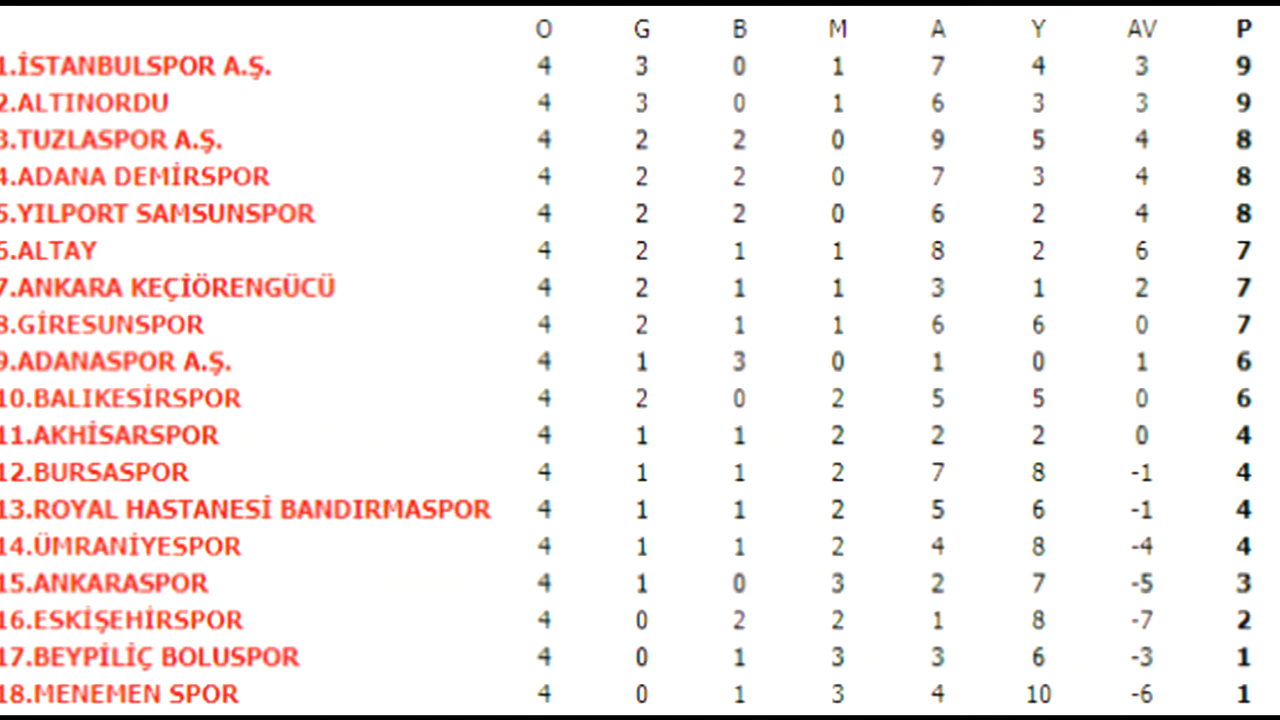 O G B M A Y AV P
1.İSTANBULSPOR A.Ş. 4 3 0 1 7 4 3 9
2.ALTINORDU 4 3 0 1 6 3 3 9
3.TUZLASPOR A.Ş. 4 2 2 0 9 5 4 8
4.ADANA DEMİRSPOR 4 2 2 0 7 3 4 8
5.YILPORT SAMSUNSPOR 4 2 2 0 6 2 4 8
6.ALTAY 4 2 1 1 8 2 6 7
7.ANKARA KEÇİÖRENGÜCÜ 4 2 1 1 3 1 2 7
8.GİRESUNSPOR 4 2 1 1 6 6 0 7
9.ADANASPOR A.Ş. 4 1 3 0 1 0 1 6
10.BALIKESİRSPOR 4 2 0 2 5 5 0 6
11.AKHİSARSPOR 4 1 1 2 2 2 0 4
12.BURSASPOR 4 1 1 2 7 8 -1 4
13.ROYAL HASTANESİ BANDIRMASPOR 4 1 1 2 5 6 -1 4
14.ÜMRANİYESPOR 4 1 1 2 4 8 -4 4
15.ANKARASPOR 4 1 0 3 2 7 -5 3
16.ESKİŞEHİRSPOR 4 0 2 2 1 8 -7 2
17.BEYPİLİÇ BOLUSPOR 4 0 1 3 3 6 -3 1
18.MENEMEN SPOR 4 0 1 3 4 10 -6 1